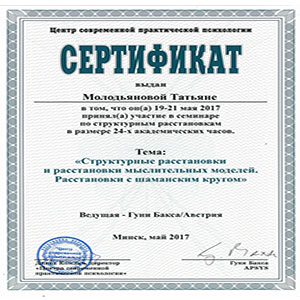 Центр современной практической психологии
СЕРТИФИКАТ
выдан
Молодьяновой Татьяне
в том, что он(а) 19-21 мая 2017
принял(а) участие в семинаре
по структурным расстановкам
в размере 24-х академических часов.
Тема:
«Структурные расстановки
и расстановки мыслительных моделей.
Расстановки с шаманским кругом»
Ведущая - Гуни Бакса/Австрия
Минск, май 2017
директор
«Центра современной
практической психологии»
Гуни Бакса
APSYS